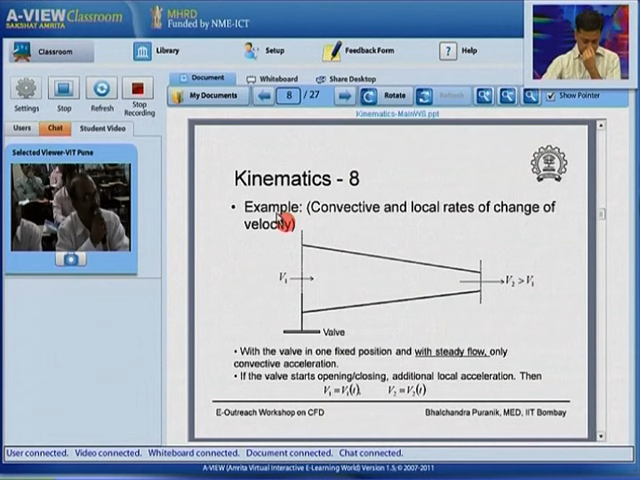 A-VIEW Classroom
SAKSHAT AMRITA
MHRD
Funded by NME-ICT
Classroom
Library
Setup
Feedback Form
? Help
Settings
Stop
Refresh
Stop Recording
Document
Whiteboard
Share Desktop
My Documents
8 / 27
Rotate
Refresh
Show Pointer
Kinematics-MainWS.ppt
Users
Chat
Student Video
Selected Viewer-VIT Pune
Kinematics - 8
• Example: (Convective and local rates of change of
velocity)
V₁
V₂ > V₁
Valve
• With the valve in one fixed position and with steady flow, only
convective acceleration.
• If the valve starts opening/closing, additional local acceleration. Then
V₁ = V₁(t), V₂ = V₂(t)
E-Outreach Workshop on CFD
Bhalchandra Puranik, MED, IIT Bombay
User connected. Video connected. Whiteboard connected. Document connected. Chat connected.
A-VIEW (Amrita Virtual Interactive E-Learning World) Version 1.5; © 2007-2011